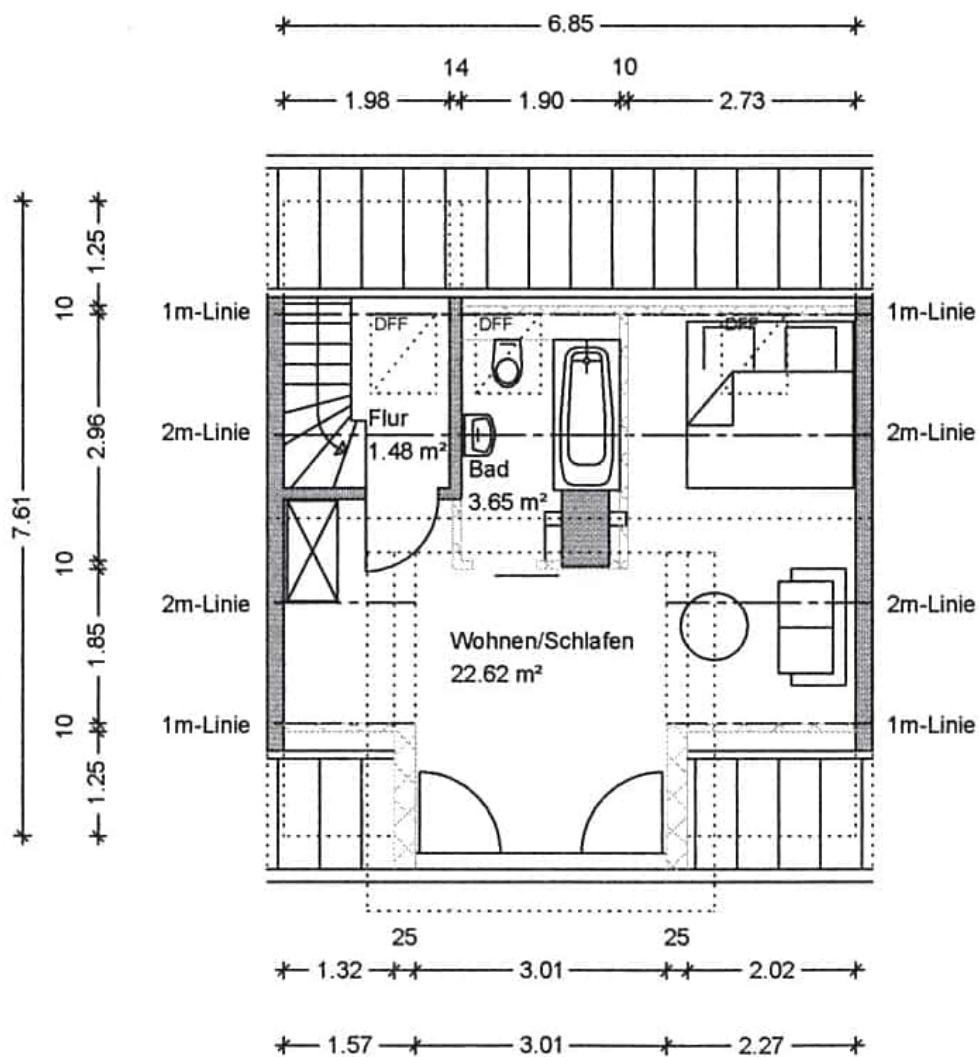 6.85
14 10
1.98 1.90 2.73
7.61
1.25
10
2.96
10
1.85
10
1.25
1m-Linie DFF DFF DFF 1m-Linie
2m-Linie Flur 2m-Linie
1.48 m²
Bad
3.65 m²
2m-Linie 2m-Linie
Wohnen/Schlafen
22.62 m²
1m-Linie 1m-Linie
25 25
1.32 3.01 2.02
1.57 3.01 2.27